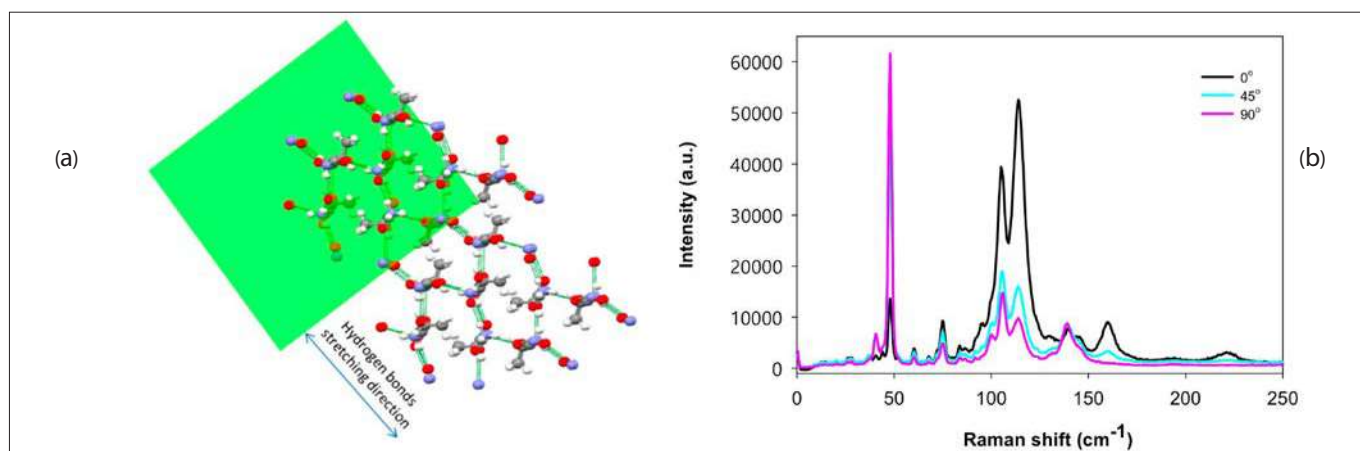 (a)
Hydrogen bonds
stretching direction
(b)
Intensity (a.u.)
60000
50000
40000
30000
20000
10000
0
0°
45°
90°
0 50 100 150 200 250
Raman shift (cm⁻¹)